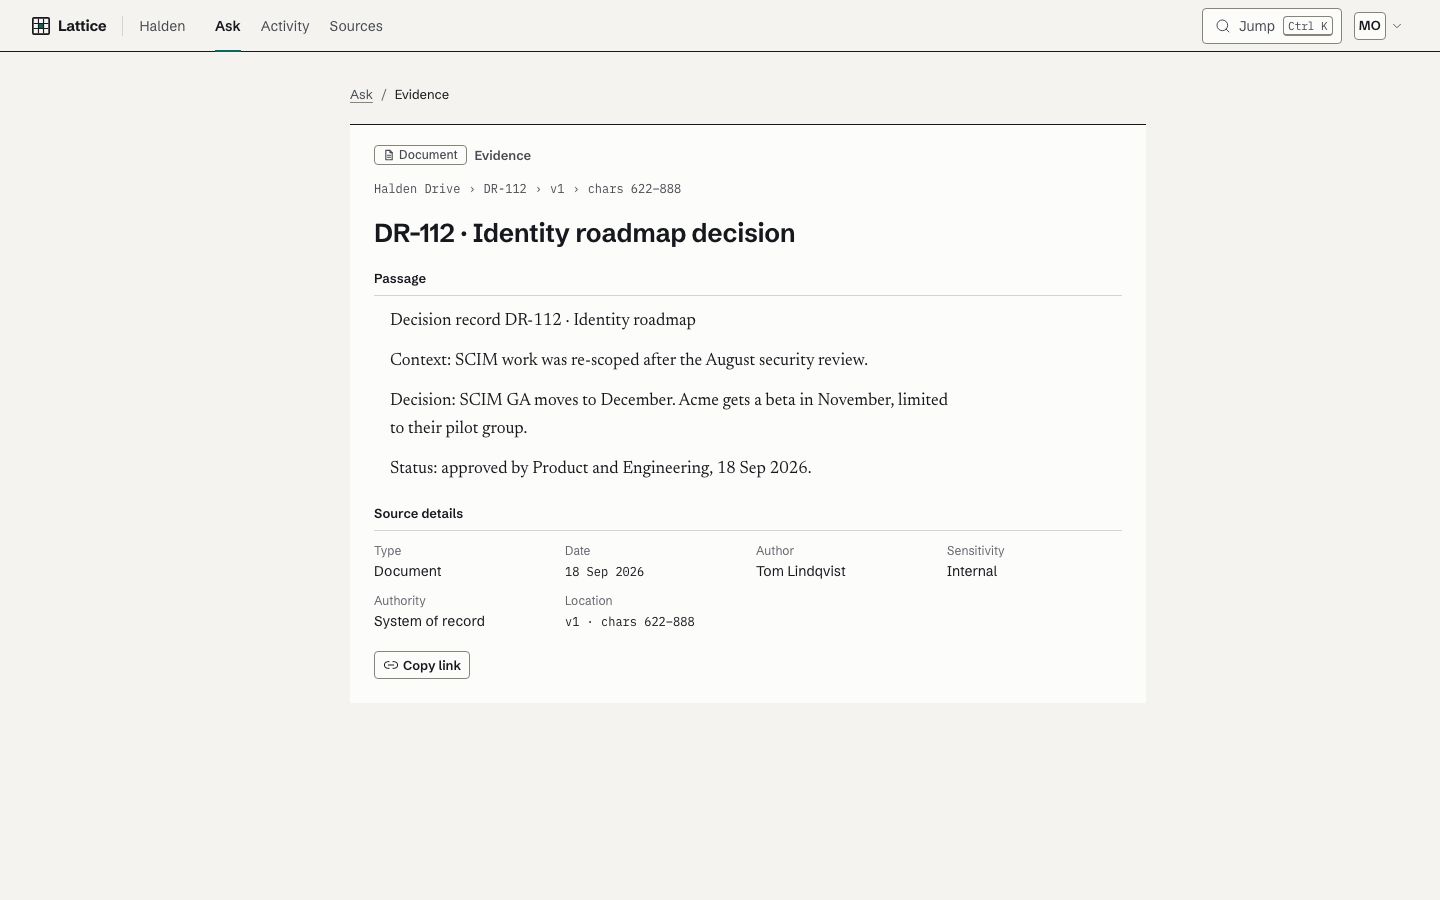 Lattice Halden Ask Activity Sources Jump Ctrl K MO
Ask / Evidence
Document Evidence
Halden Drive › DR-112 › v1 › chars 622–888
DR-112 · Identity roadmap decision
Passage
Decision record DR-112 · Identity roadmap
Context: SCIM work was re-scoped after the August security review.
Decision: SCIM GA moves to December. Acme gets a beta in November, limited
to their pilot group.
Status: approved by Product and Engineering, 18 Sep 2026.
Source details
Type Date Author Sensitivity
Document 18 Sep 2026 Tom Lindqvist Internal
Authority Location
System of record v1 · chars 622–888
Copy link